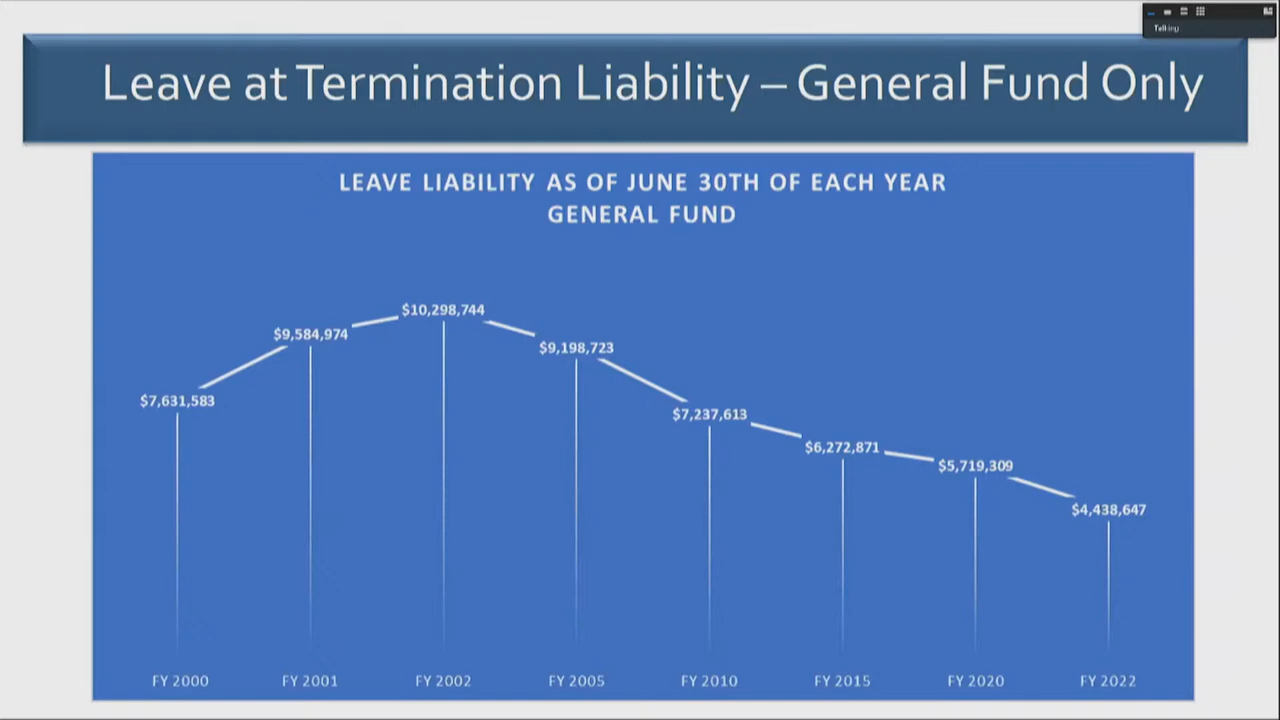 Talking
Leave at Termination Liability – General Fund Only
LEAVE LIABILITY AS OF JUNE 30TH OF EACH YEAR
GENERAL FUND
$7,631,583
$9,584,974
$10,298,744
$9,198,723
$7,237,613
$6,272,871
$5,719,309
$4,438,647
FY 2000 FY 2001 FY 2002 FY 2005 FY 2010 FY 2015 FY 2020 FY 2022